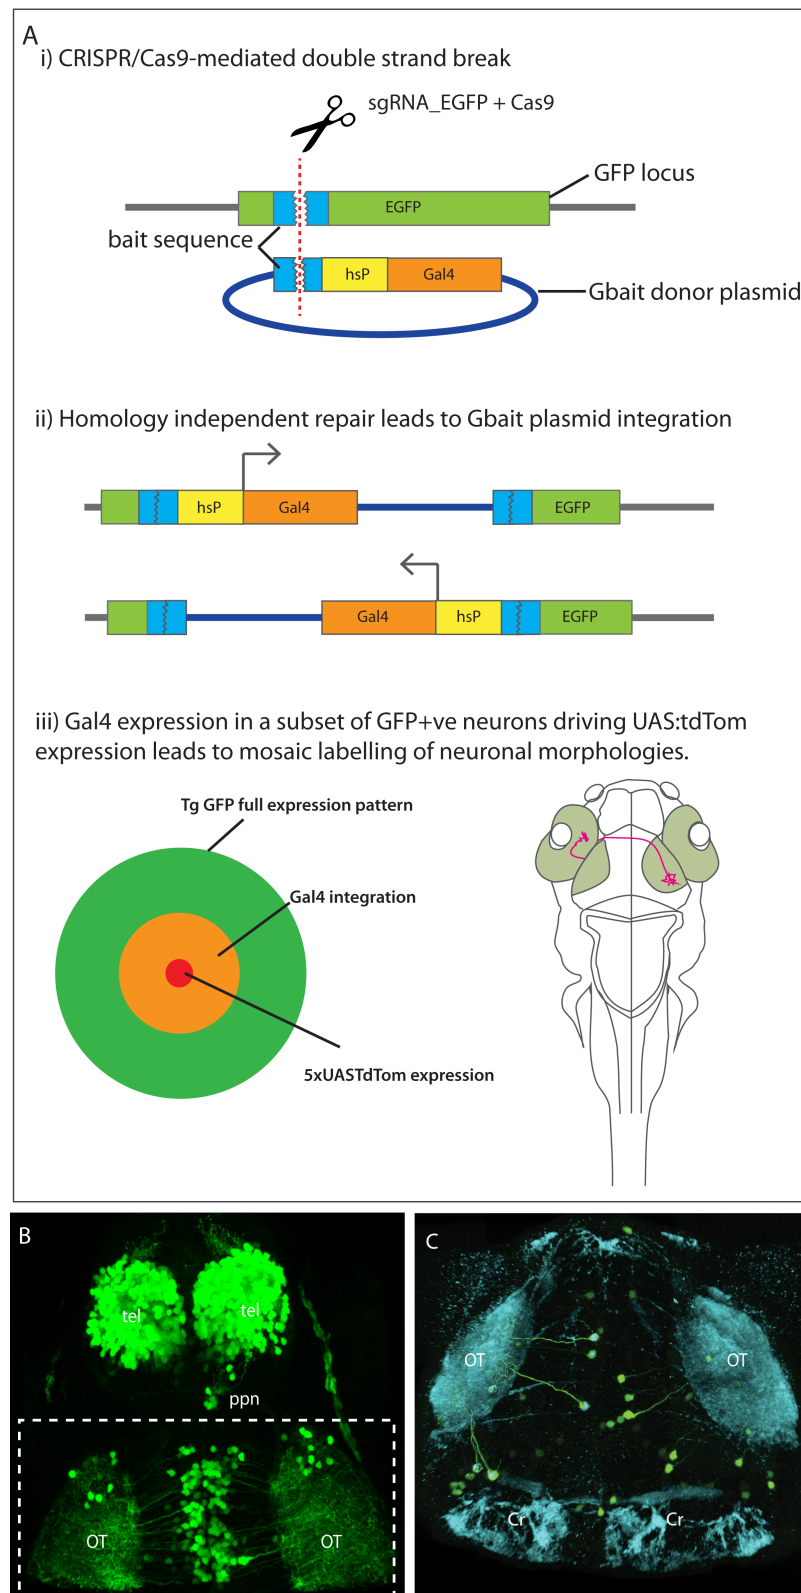 A
i) CRISPR/Cas9-mediated double strand break
sgRNA_EGFP + Cas9
GFP locus
EGFP
bait sequence
hsP
Gal4
Gbait donor plasmid
ii) Homology independent repair leads to Gbait plasmid integration
hsP
Gal4
EGFP
Gal4
hsP
EGFP
iii) Gal4 expression in a subset of GFP+ve neurons driving UAS:tdTom
expression leads to mosaic labelling of neuronal morphologies.
Tg GFP full expression pattern
Gal4 integration
5xUASTdTom expression
B
tel
tel
ppn
OT
OT
C
OT
OT
Cr
Cr